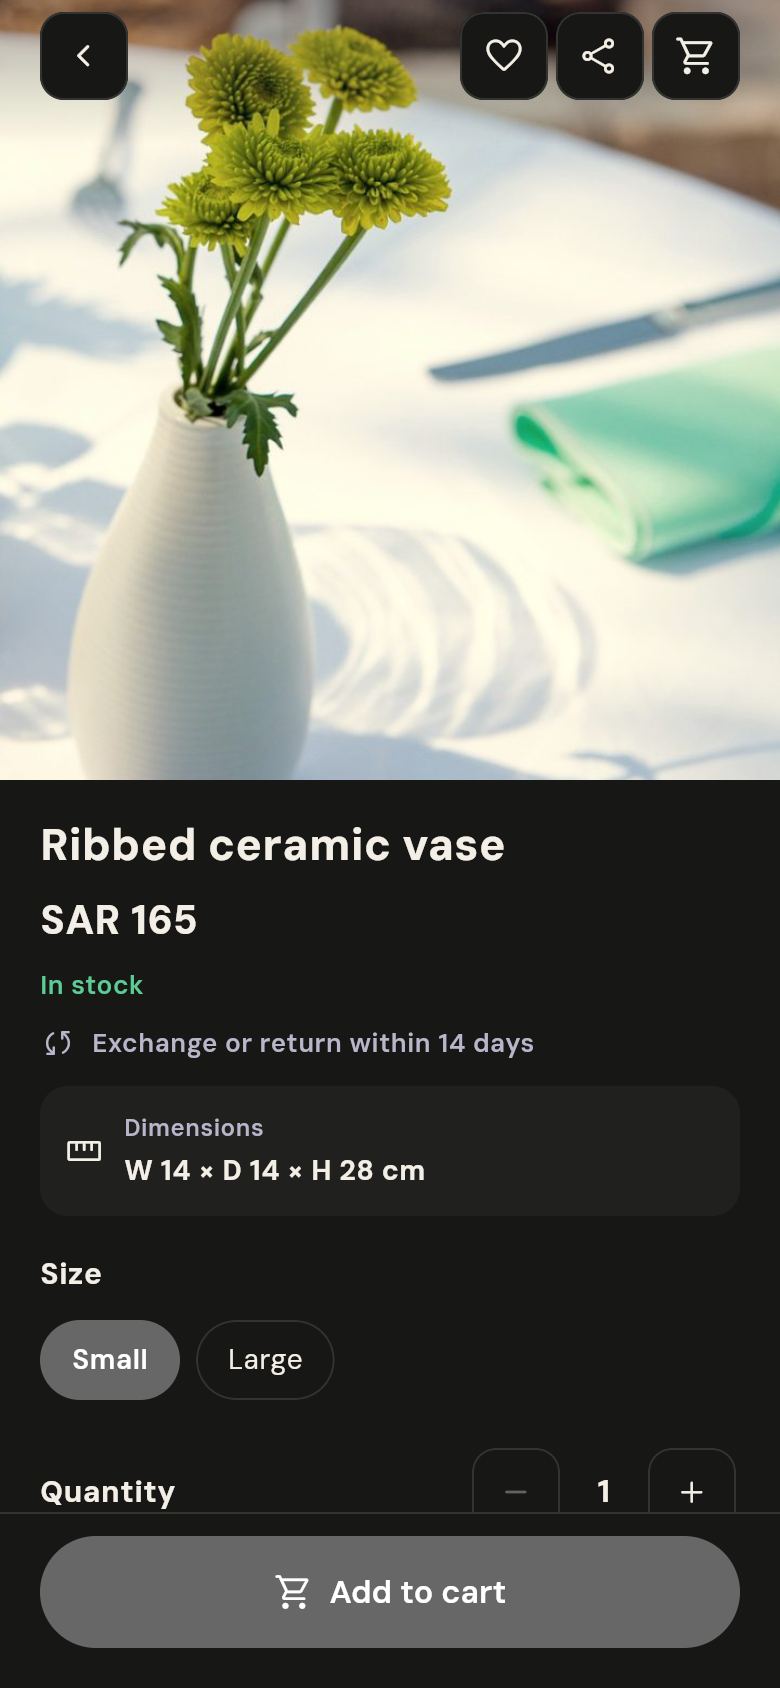 Ribbed ceramic vase
SAR 165
In stock
Exchange or return within 14 days
Dimensions
W 14 × D 14 × H 28 cm
Size
Small
Large
Quantity
1
Add to cart